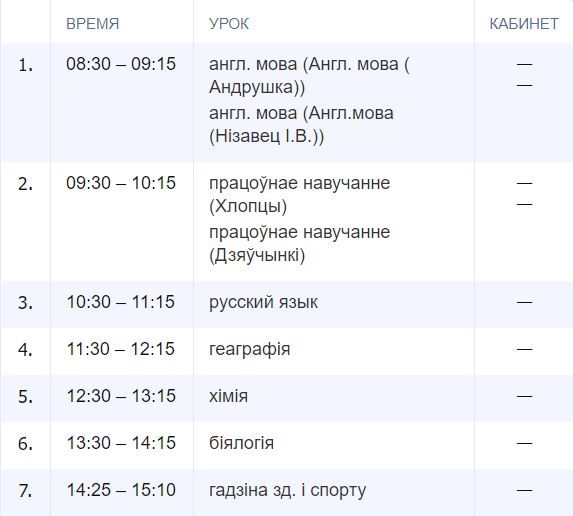 ВРЕМЯ УРОК КАБИНЕТ
1. 08:30 – 09:15 англ. мова (Англ. мова ( —
Андрушка)) —
англ. мова (Англ.мова
(Нізавец І.В.))
2. 09:30 – 10:15 працоўнае навучанне —
(Хлопцы) —
працоўнае навучанне
(Дзяўчынкі)
3. 10:30 – 11:15 русский язык —
4. 11:30 – 12:15 геаграфія —
5. 12:30 – 13:15 хімія —
6. 13:30 – 14:15 біялогія —
7. 14:25 – 15:10 гадзіна зд. і спорту —